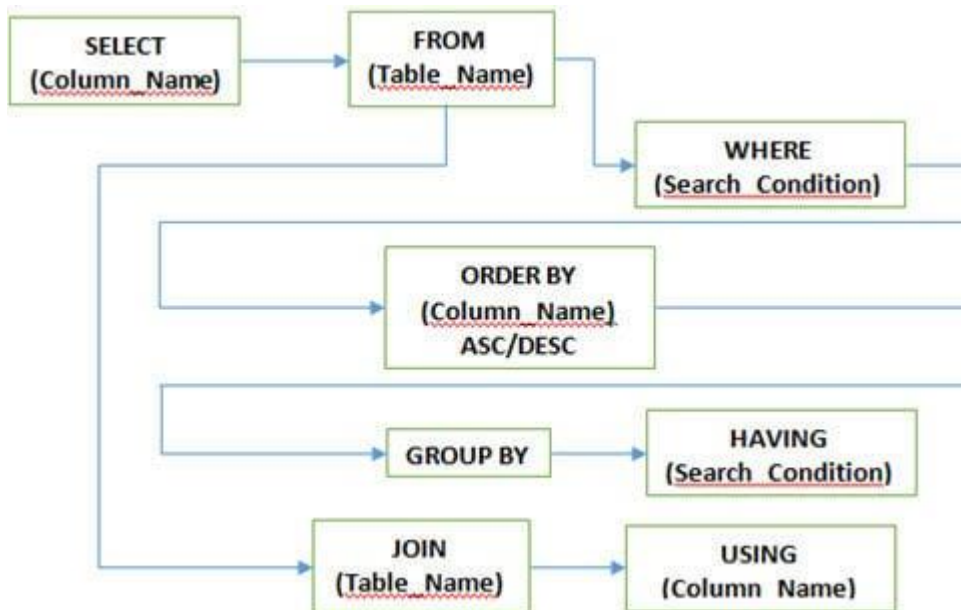 SELECT
(Column_Name)
FROM
(Table_Name)
WHERE
(Search_Condition)
ORDER BY
(Column_Name)
ASC/DESC
GROUP BY
HAVING
(Search_Condition)
JOIN
(Table_Name)
USING
(Column_Name)